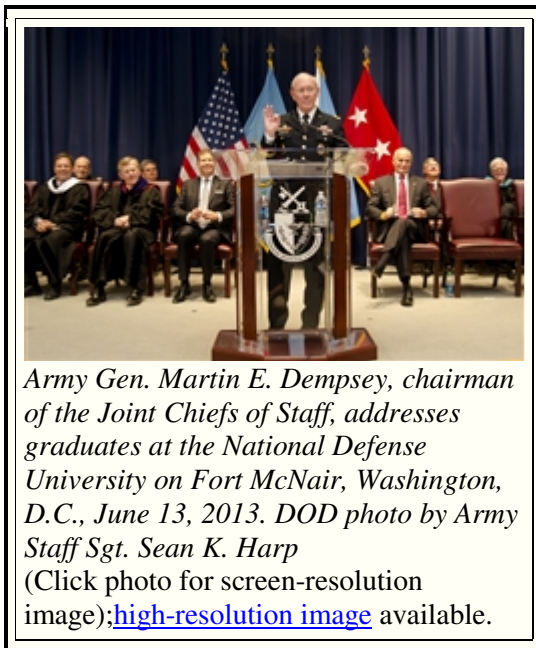 Army Gen. Martin E. Dempsey, chairman
of the Joint Chiefs of Staff, addresses
graduates at the National Defense
University on Fort McNair, Washington,
D.C., June 13, 2013. DOD photo by Army
Staff Sgt. Sean K. Harp
(Click photo for screen-resolution
image);high-resolution image available.